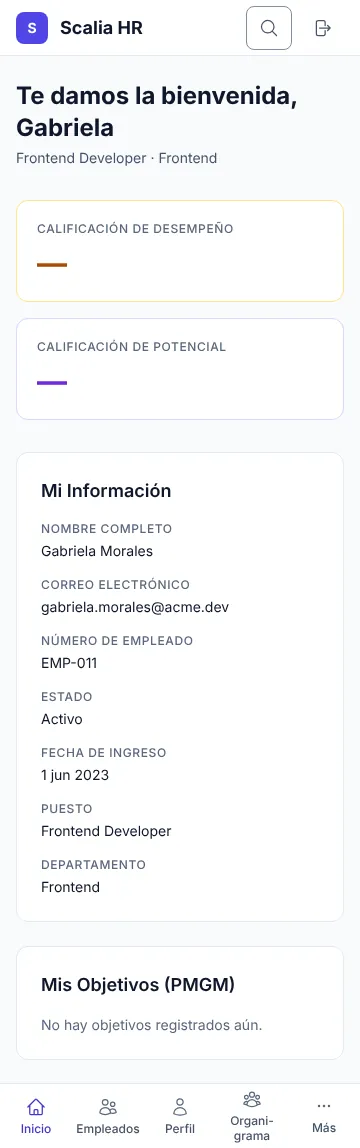 S Scalia HR
Te damos la bienvenida,
Gabriela
Frontend Developer · Frontend
CALIFICACIÓN DE DESEMPEÑO
—
CALIFICACIÓN DE POTENCIAL
—
Mi Información
NOMBRE COMPLETO
Gabriela Morales
CORREO ELECTRÓNICO
gabriela.morales@acme.dev
NÚMERO DE EMPLEADO
EMP-011
ESTADO
Activo
FECHA DE INGRESO
1 jun 2023
PUESTO
Frontend Developer
DEPARTAMENTO
Frontend
Mis Objetivos (PMGM)
No hay objetivos registrados aún.
Inicio
Empleados
Perfil
Organi-
grama
Más